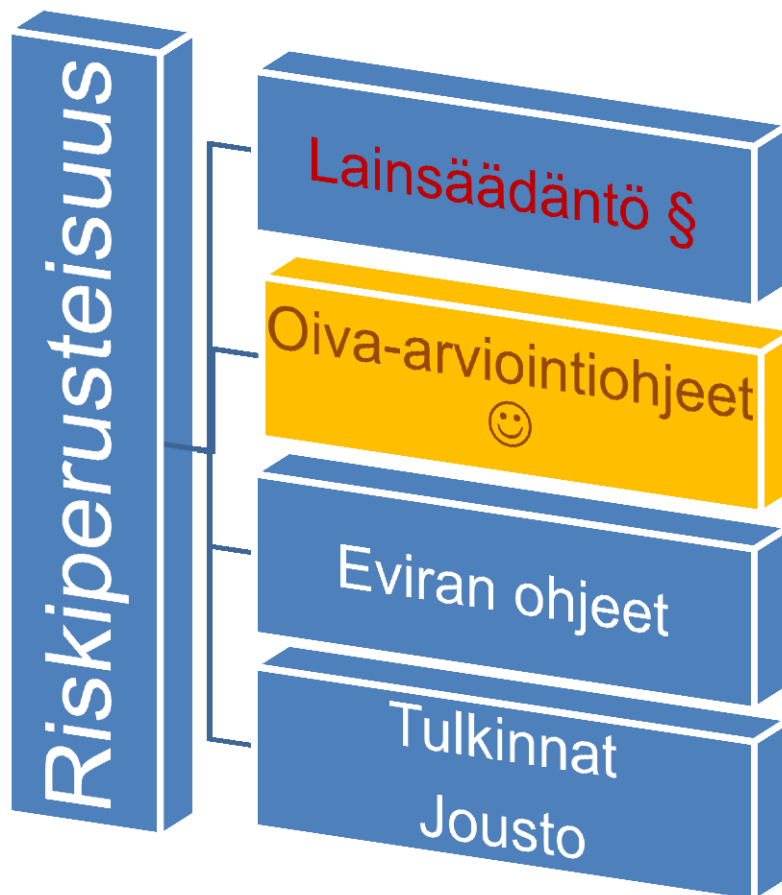 Riskiperusteisuus
Lainsäädäntö §
Oiva-arviointiohjeet
☺
Eviran ohjeet
Tulkinnat
Jousto